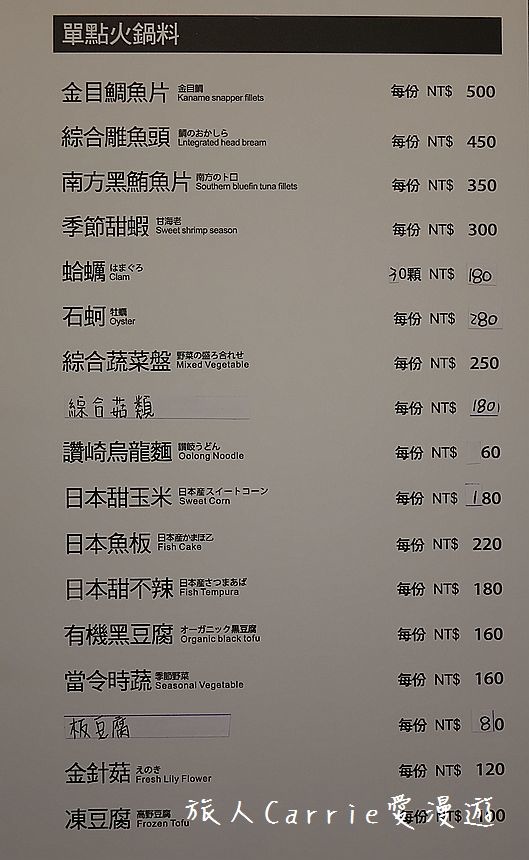 單點火鍋料
金目鯛魚片 金目鯛 Kaname snapper fillets 每份 NT$ 500
綜合雕魚頭 鯛のおかしら Lntegrated head bream 每份 NT$ 450
南方黑鮪魚片 南方のトロ Southern bluefin tuna fillets 每份 NT$ 350
季節甜蝦 甘海老 Sweet shrimp season 每份 NT$ 300
蛤蠣 はまぐろ Clam 30顆 NT$ 180
石蚵 牡蠣 Oyster 每份 NT$ 280
綜合蔬菜盤 野菜の盛ろ合れせ Mixed Vegetable 每份 NT$ 250
綜合菇類 每份 NT$ 180
讚崎烏龍麵 讃岐うどん Oolong Noodle 每份 NT$ 60
日本甜玉米 日本産スイートコーン Sweet Corn 每份 NT$ 180
日本魚板 日本産かまほ乙 Fish Cake 每份 NT$ 220
日本甜不辣 日本産さつまあば Fish Tempura 每份 NT$ 180
有機黑豆腐 オーガニック黒豆腐 Organic black tofu 每份 NT$ 160
當令時蔬 季節野菜 Seasonal Vegetable 每份 NT$ 160
板豆腐 每份 NT$ 80
金針菇 えのき Fresh Lily Flower 每份 NT$ 120
凍豆腐 高野豆腐 Frozen Tofu 每份 NT$ 100
旅人Carrie愛漫遊